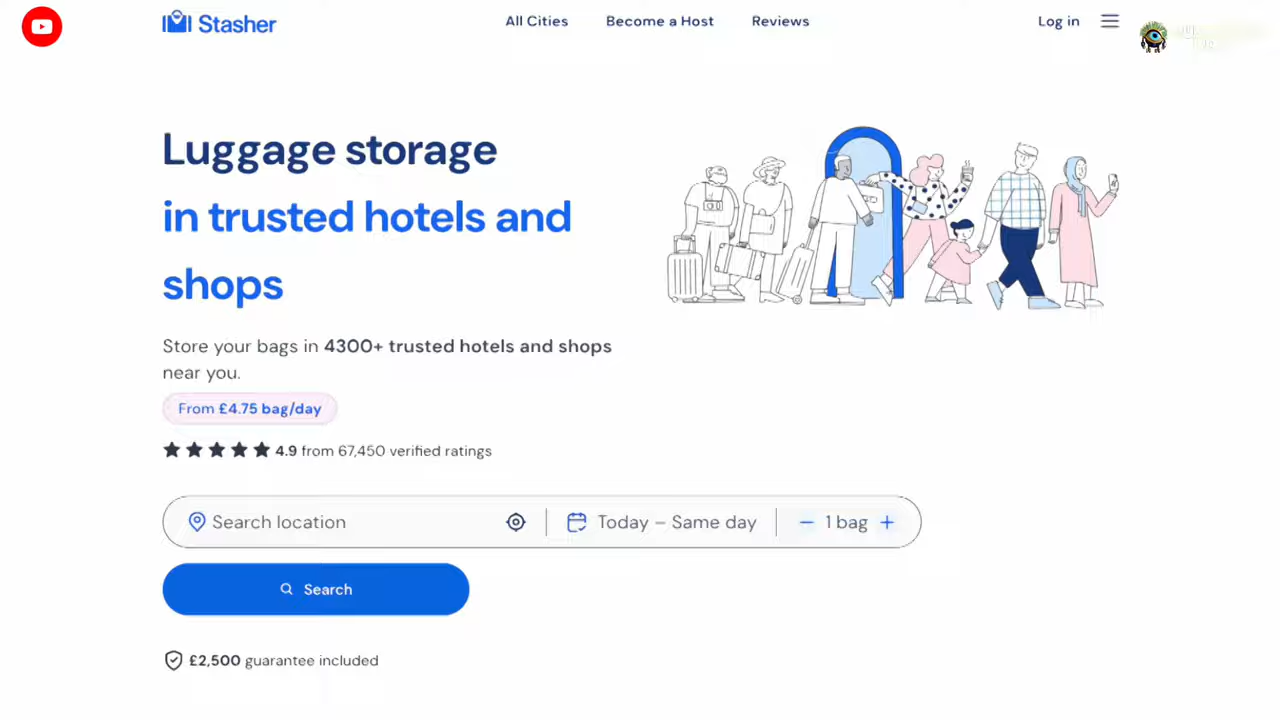 Stasher
All Cities
Become a Host
Reviews
Log in
Luggage storage
in trusted hotels and
shops
Store your bags in 4300+ trusted hotels and shops
near you.
From £4.75 bag/day
4.9 from 67,450 verified ratings
Search location
Today – Same day
1 bag
Search
£2,500 guarantee included